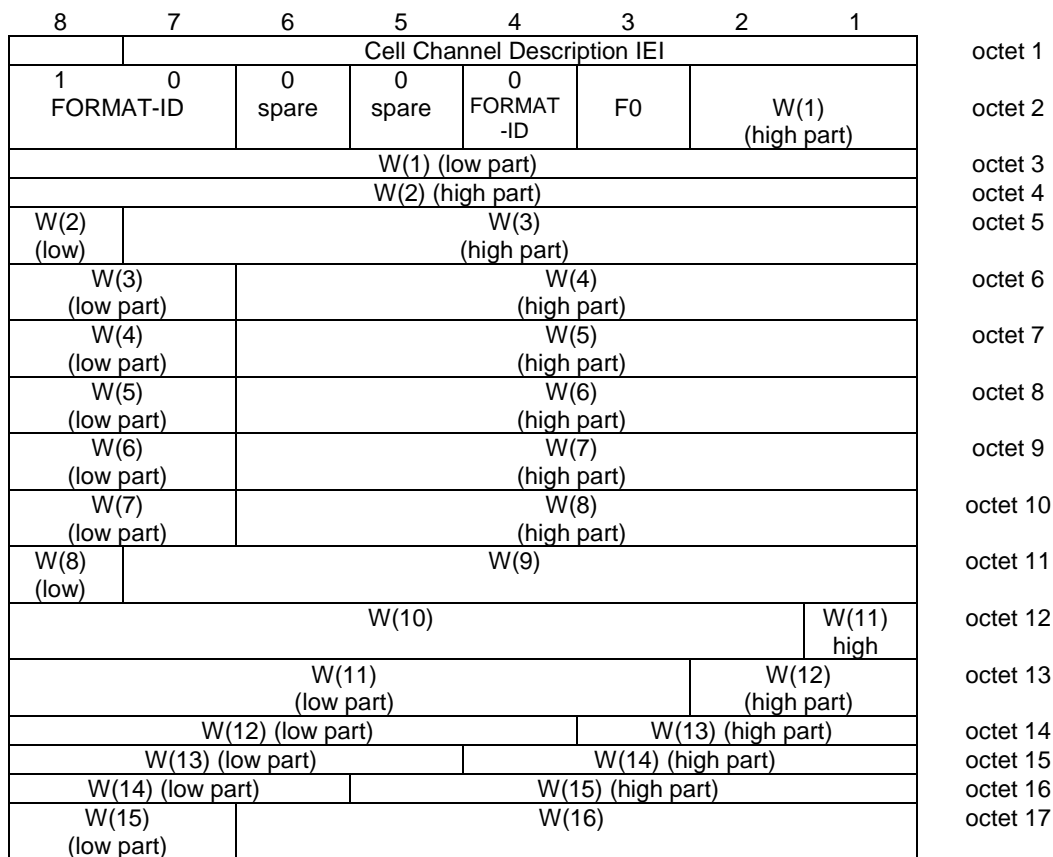 8 7 6 5 4 3 2 1
Cell Channel Description IEI octet 1
1 0 0 0 0
FORMAT-ID spare spare FORMAT
-ID F0 W(1)
(high part) octet 2
W(1) (low part) octet 3
W(2) (high part) octet 4
W(2) W(3) octet 5
(low) (high part)
W(3) W(4) octet 6
(low part) (high part)
W(4) W(5) octet 7
(low part) (high part)
W(5) W(6) octet 8
(low part) (high part)
W(6) W(7) octet 9
(low part) (high part)
W(7) W(8) octet 10
(low part) (high part)
W(8) W(9) octet 11
(low)
W(10) W(11) octet 12
high
W(11) W(12) octet 13
(low part) (high part)
W(12) (low part) W(13) (high part) octet 14
W(13) (low part) W(14) (high part) octet 15
W(14) (low part) W(15) (high part) octet 16
W(15) W(16) octet 17
(low part)